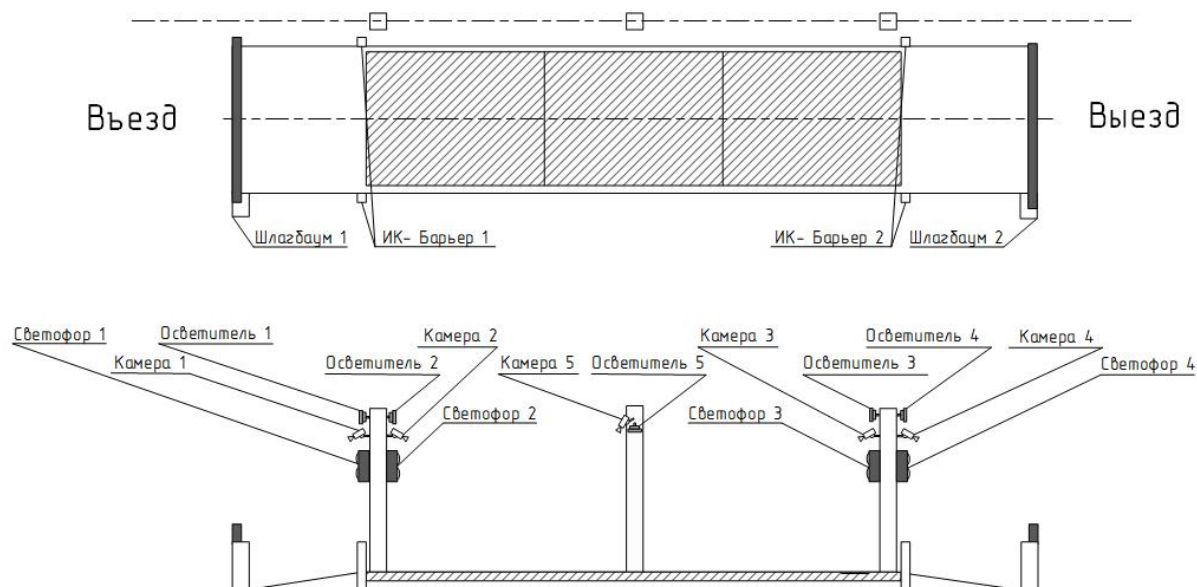 Въезд
Выезд
Шлагбаум 1
ИК- Барьер 1
ИК- Барьер 2
Шлагбаум 2
Светофор 1
Осветитель 1
Камера 1
Осветитель 2
Камера 2
Камера 5
Осветитель 5
Светофор 2
Камера 3
Осветитель 4
Камера 4
Осветитель 3
Светофор 4
Светофор 3